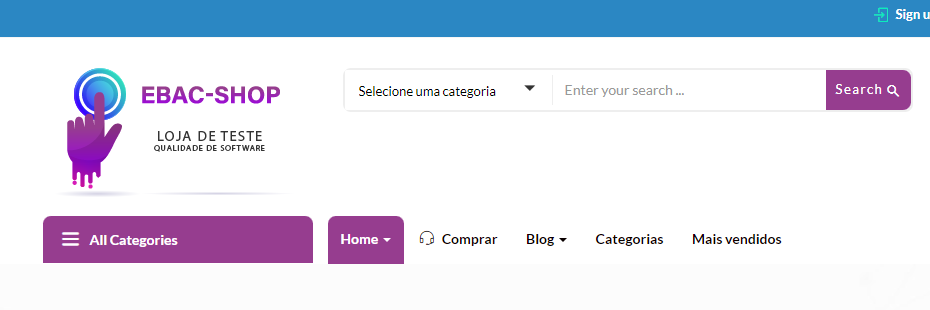 Sign u
EBAC-SHOP
LOJA DE TESTE
QUALIDADE DE SOFTWARE
Selecione uma categoria
Enter your search ...
Search
All Categories
Home
Comprar
Blog
Categorias
Mais vendidos